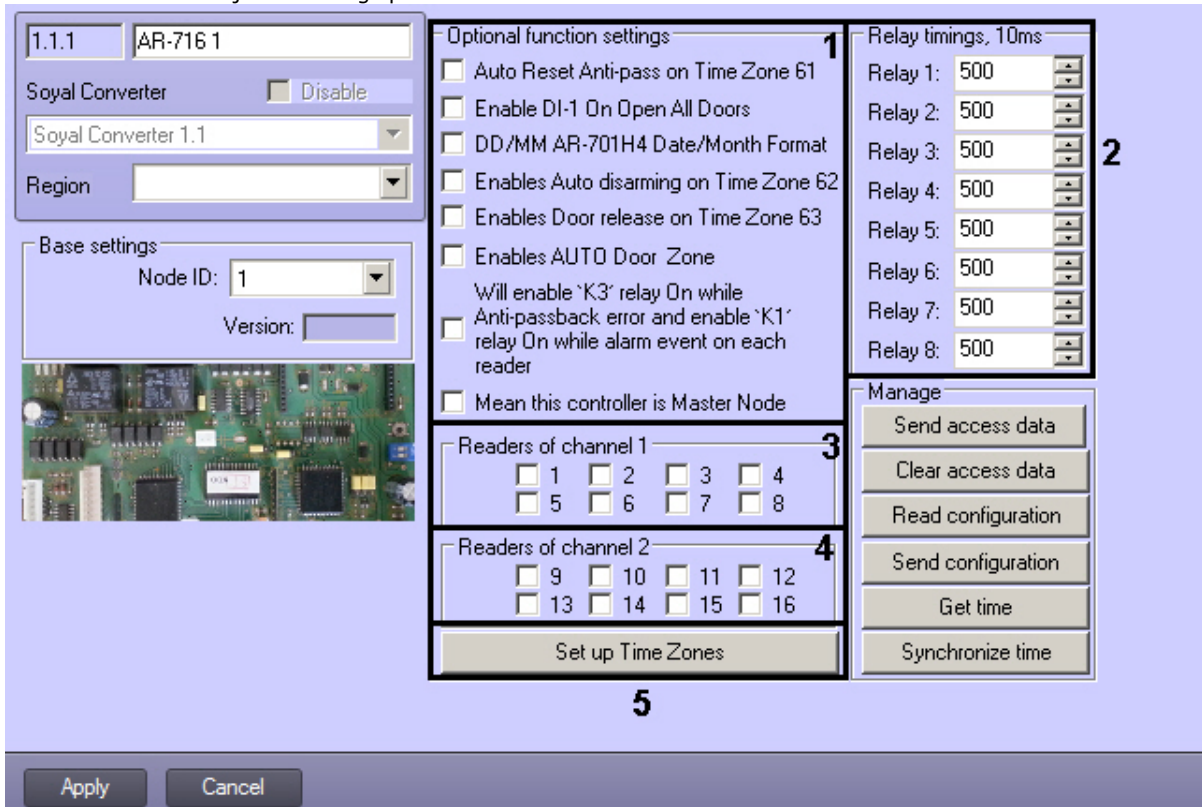 1.1.1 AR-716 1
Soyal Converter Disable
Soyal Converter 1.1
Region
Base settings
Node ID: 1
Version:
Optional function settings 1
Auto Reset Anti-pass on Time Zone 61
Enable DI-1 On Open All Doors
DD/MM AR-701H4 Date/Month Format
Enables Auto disarming on Time Zone 62
Enables Door release on Time Zone 63
Enables AUTO Door Zone
Will enable `K3´ relay On while
Anti-passback error and enable `K1´
relay On while alarm event on each
reader
Mean this controller is Master Node
Readers of channel 1 3
1 2 3 4
5 6 7 8
Readers of channel 2 4
9 10 11 12
13 14 15 16
Set up Time Zones
5
Relay timings, 10ms
Relay 1: 500
Relay 2: 500
Relay 3: 500
2
Relay 4: 500
Relay 5: 500
Relay 6: 500
Relay 7: 500
Relay 8: 500
Manage
Send access data
Clear access data
Read configuration
Send configuration
Get time
Synchronize time
Apply Cancel